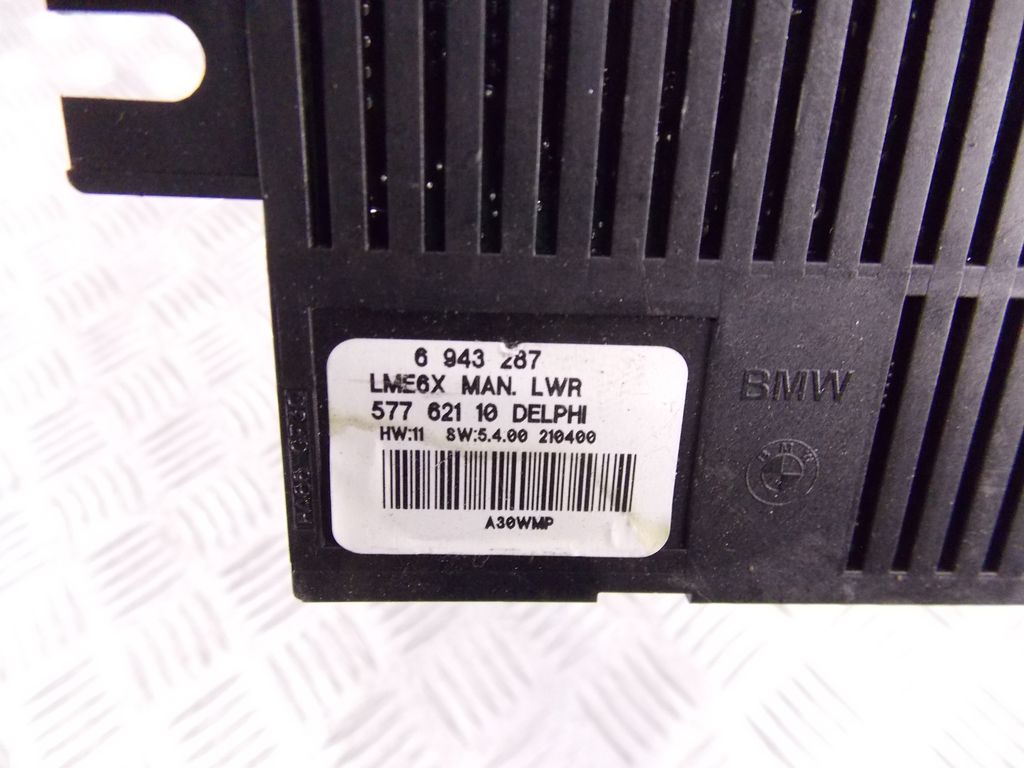 6 943 287
LME6X MAN. LWR
577 621 10 DELPHI
HW:11 SW:5.4.00 210400
A30WMP
BMW
BMW